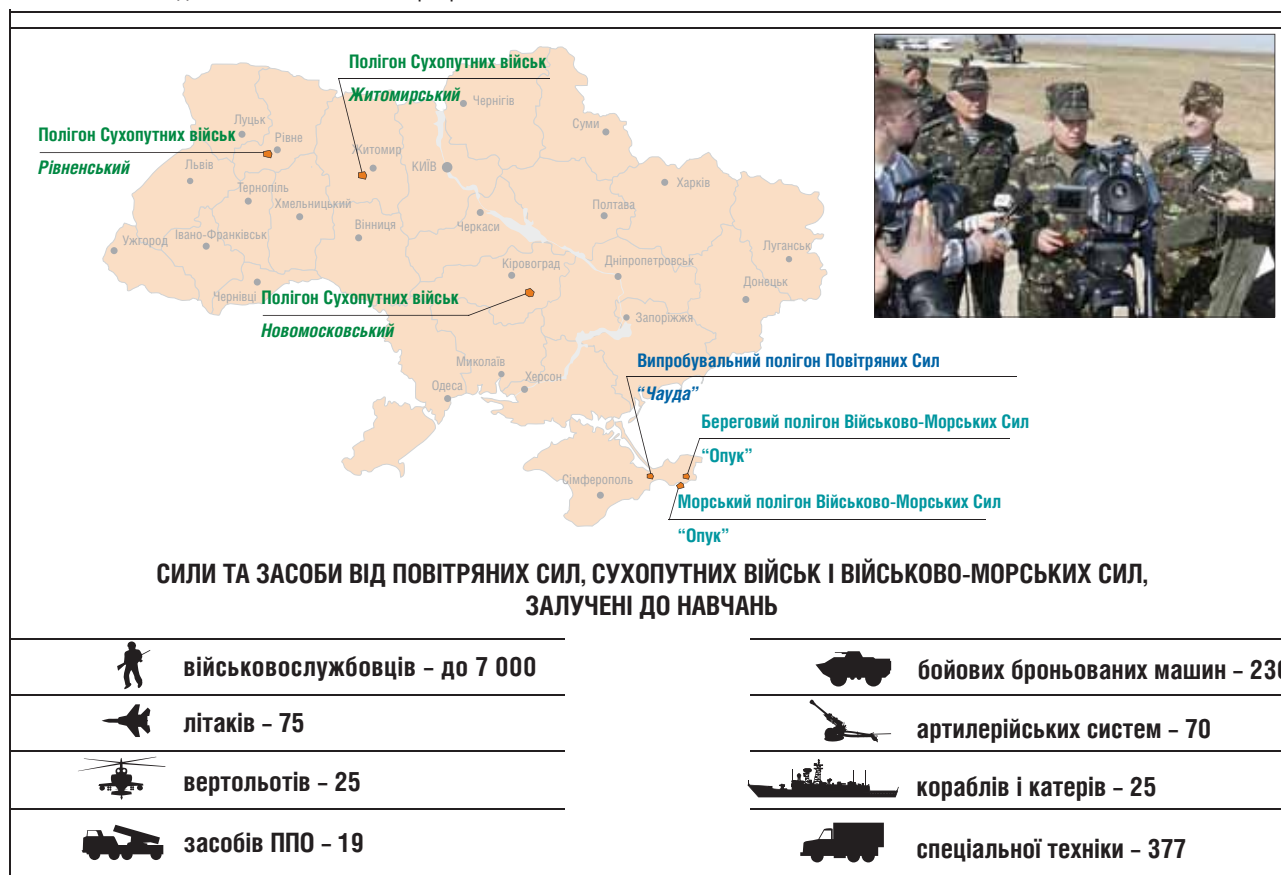 Полігон Сухопутних військ
Житомирський
Полігон Сухопутних військ
Рівненський
Чернігів
Луцьк
Рівне
Суми
Житомир
КИЇВ
Львів
Харків
Тернопіль
Хмельницький
Полтава
Вінниця
Черкаси
Ужгород
Івано-Франківськ
Луганськ
Кіровоград
Дніпропетровськ
Чернівці
Донецьк
Полігон Сухопутних військ
Новомосковський
Запоріжжя
Миколаїв
Херсон
Одеса
Випробувальний полігон Повітряних Сил
“Чауда”
Береговий полігон Військово-Морських Сил
“Опук”
Сімферополь
Морський полігон Військово-Морських Сил
“Опук”
СИЛИ ТА ЗАСОБИ ВІД ПОВІТРЯНИХ СИЛ, СУХОПУТНИХ ВІЙСЬК І ВІЙСЬКОВО-МОРСЬКИХ СИЛ,
ЗАЛУЧЕНІ ДО НАВЧАНЬ
військовослужбовців – до 7 000
літаків – 75
вертольотів – 25
засобів ППО – 19
бойових броньованих машин – 230
артилерійських систем – 70
кораблів і катерів – 25
спеціальної техніки – 377